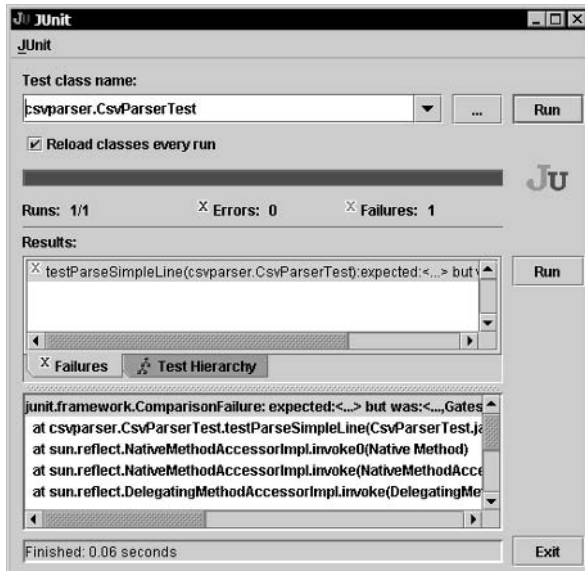 JU JUnit
JUnit
Test class name:
csvparser.CsvParserTest
...
Run
Reload classes every run
JU
Runs: 1/1
X Errors: 0
X Failures: 1
Results:
X testParseSimpleLine(csvparser.CsvParserTest):expected:<...> but
Run
X Failures
Test Hierarchy
junit.framework.ComparisonFailure: expected:<...> but was:<...,Gates
at csvparser.CsvParserTest.testParseSimpleLine(CsvParserTest.ja
at sun.reflect.NativeMethodAccessorImpl.invoke0(Native Method)
at sun.reflect.NativeMethodAccessorImpl.invoke(NativeMethodAcce
at sun.reflect.DelegatingMethodAccessorImpl.invoke(DelegatingMe
Finished: 0.06 seconds
Exit